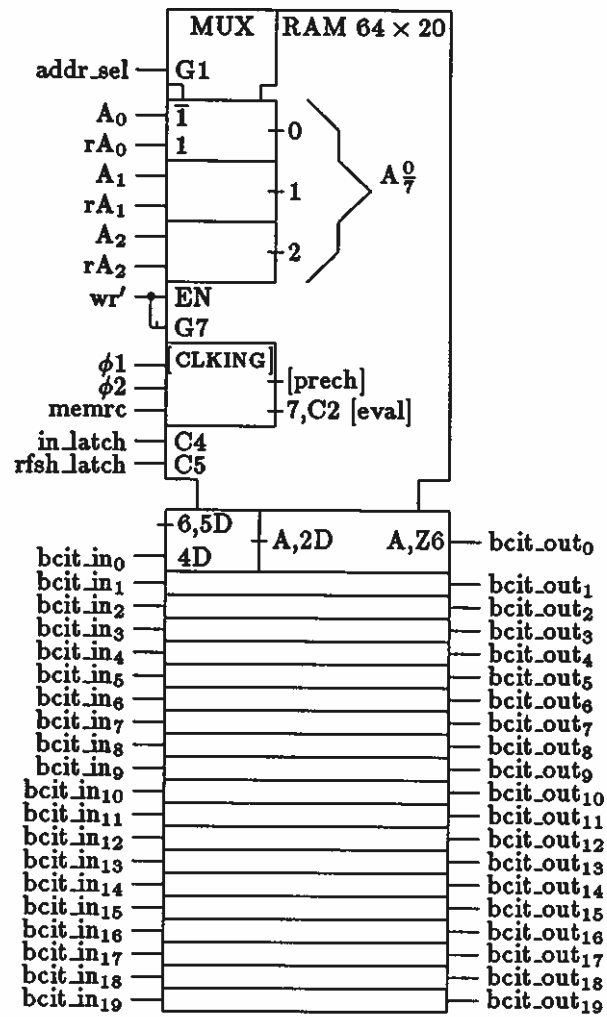 MUX RAM 64 × 20
addr_sel G1
A₀ 1̅
0
rA₀ 1
A₁
1 A 0/7
rA₁
A₂
2
rA₂
wr′ EN
G7
ϕ1 [CLKING]
[prech]
ϕ2
memrc 7,C2 [eval]
in_latch C4
rfsh_latch C5
6,5D A,2D A,Z6 bcit_out₀
bcit_in₀ 4D
bcit_in₁ bcit_out₁
bcit_in₂ bcit_out₂
bcit_in₃ bcit_out₃
bcit_in₄ bcit_out₄
bcit_in₅ bcit_out₅
bcit_in₆ bcit_out₆
bcit_in₇ bcit_out₇
bcit_in₈ bcit_out₈
bcit_in₉ bcit_out₉
bcit_in₁₀ bcit_out₁₀
bcit_in₁₁ bcit_out₁₁
bcit_in₁₂ bcit_out₁₂
bcit_in₁₃ bcit_out₁₃
bcit_in₁₄ bcit_out₁₄
bcit_in₁₅ bcit_out₁₅
bcit_in₁₆ bcit_out₁₆
bcit_in₁₇ bcit_out₁₇
bcit_in₁₈ bcit_out₁₈
bcit_in₁₉ bcit_out₁₉